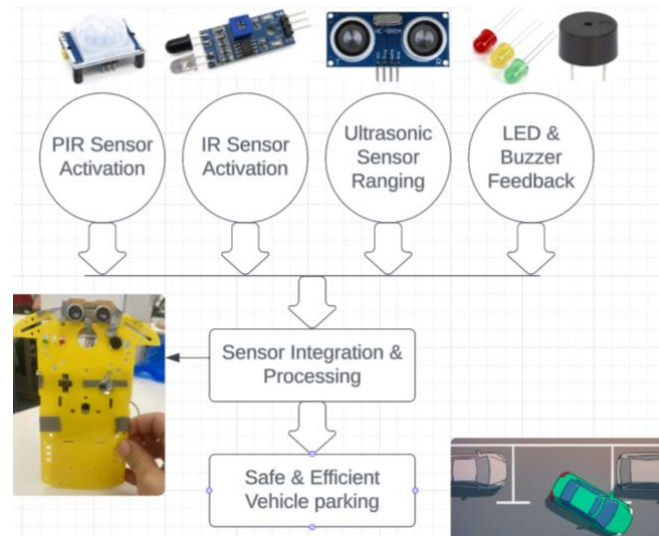 PIR Sensor
Activation
IR Sensor
Activation
Ultrasonic
Sensor
Ranging
LED &
Buzzer
Feedback
Sensor Integration &
Processing
Safe & Efficient
Vehicle parking